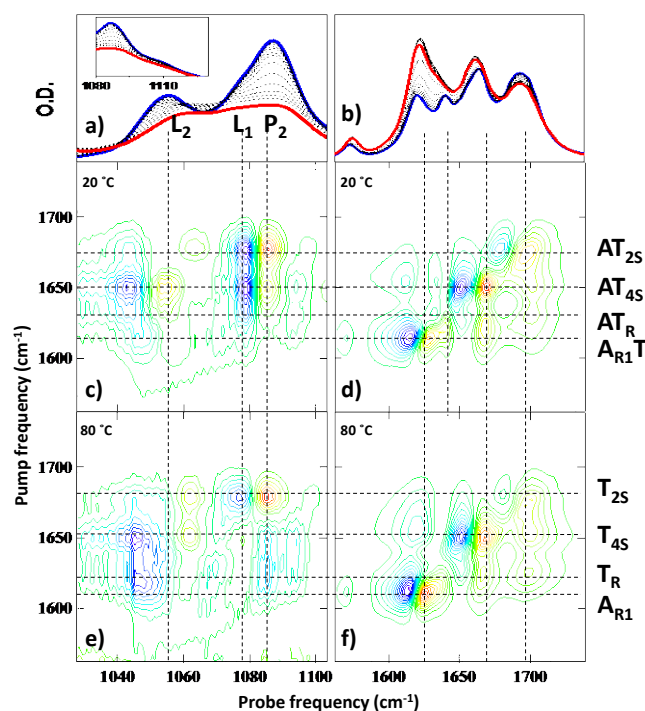 1080 1110
O.D.
a) L2 L1 P2
b)
20 ˚C 20 ˚C
1700
1650
1600
c) d)
AT2S
AT4S
ATR
AR1T
Pump frequency (cm-1)
80 ˚C 80 ˚C
1700
1650
1600
e) f)
T2S
T4S
TR
AR1
1040 1060 1080 1100 1600 1650 1700
Probe frequency (cm-1)